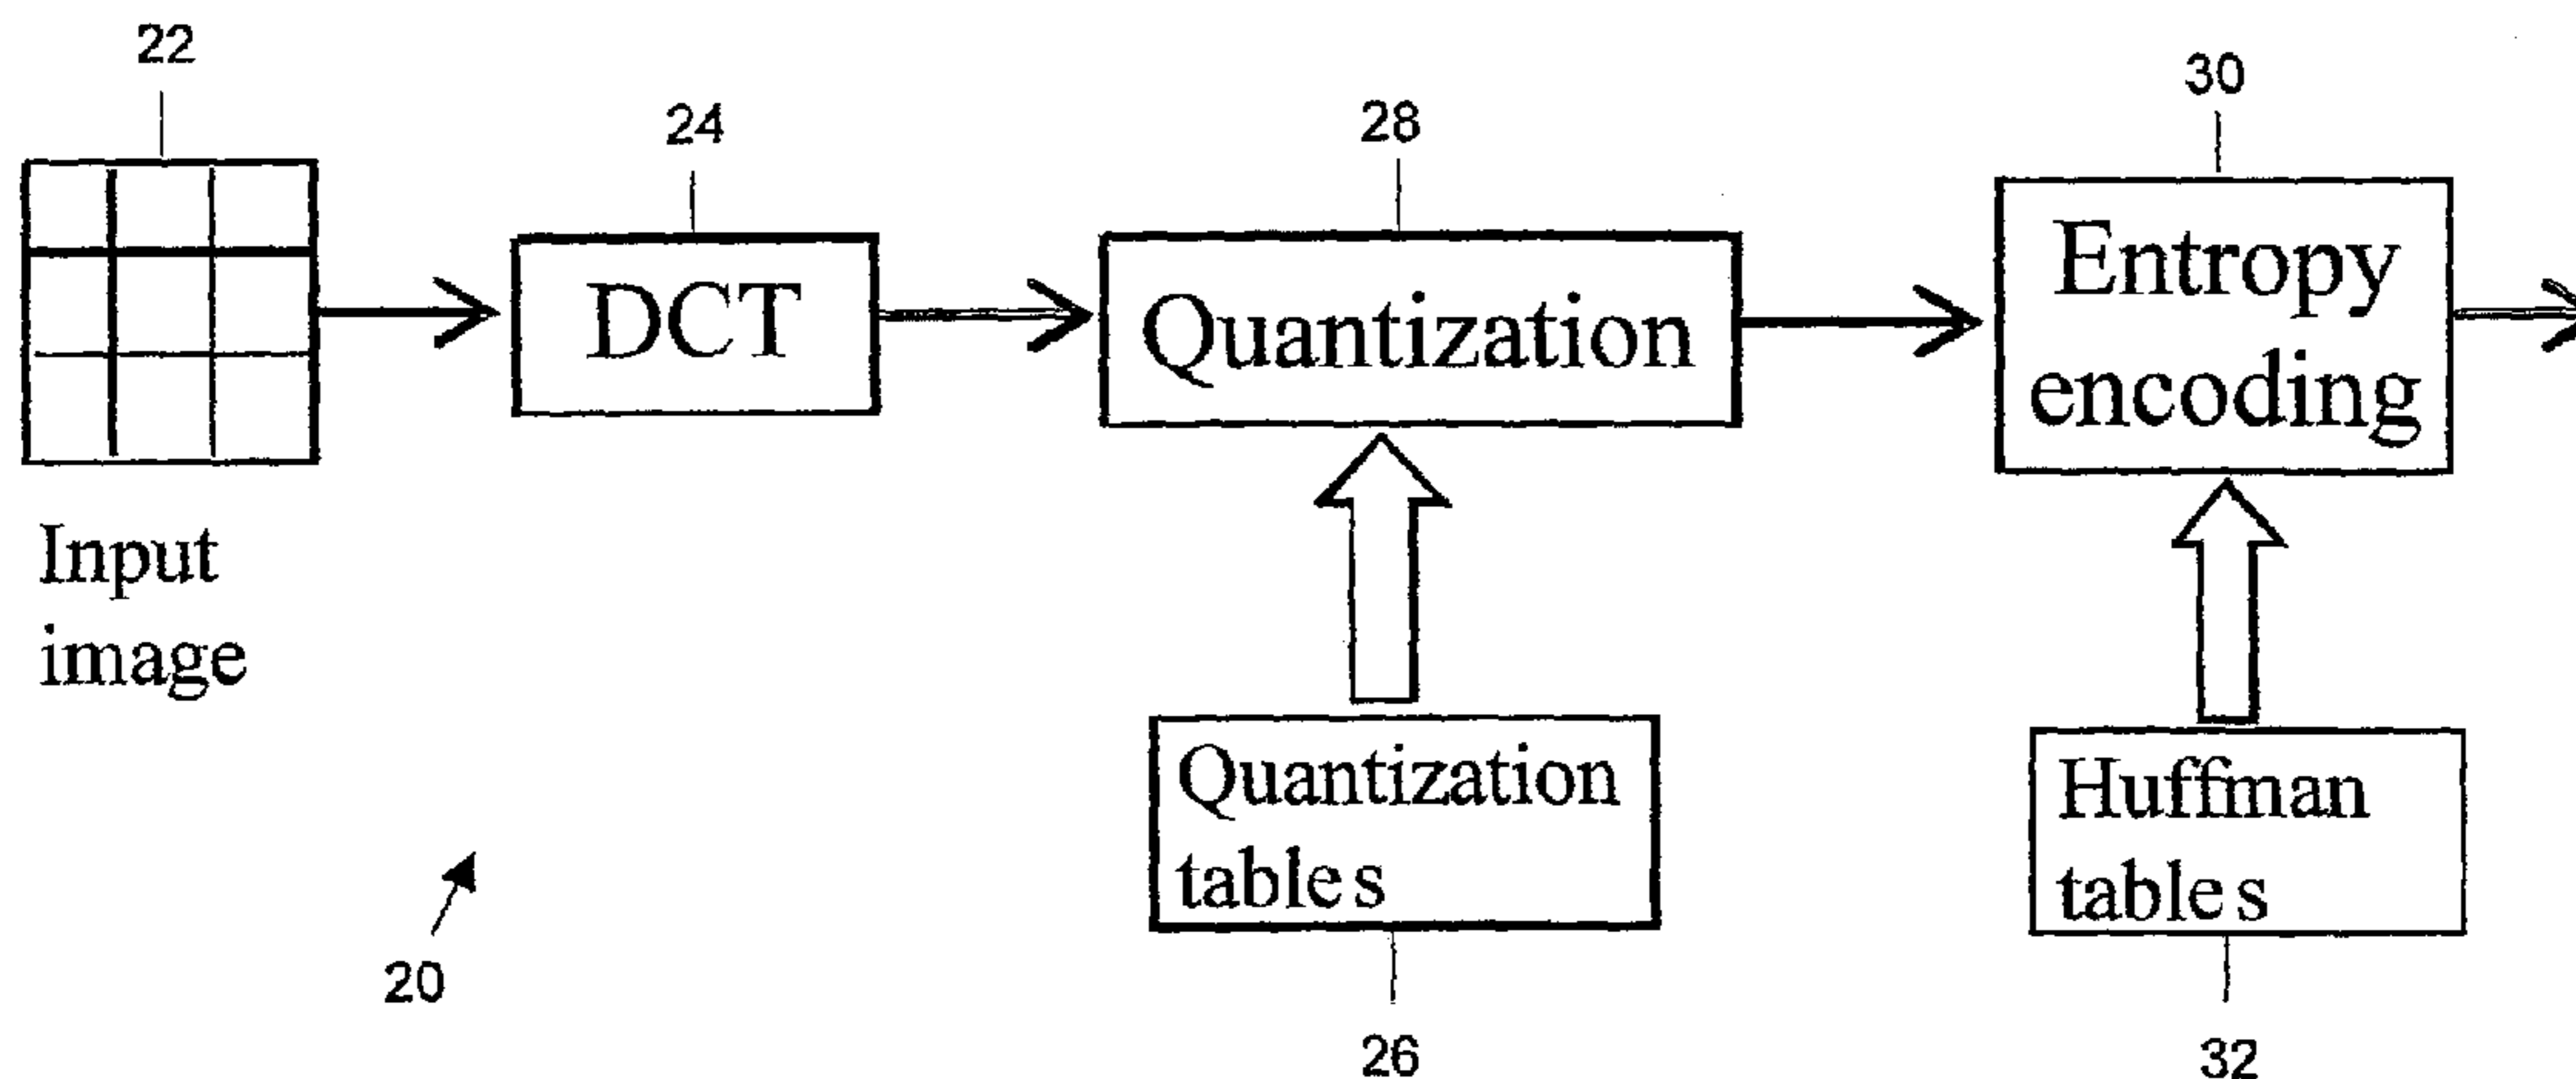 22
24
28
30
DCT
Quantization
Entropy
encoding
Input
image
Quantization
tables
Huffman
tables
20
26
32